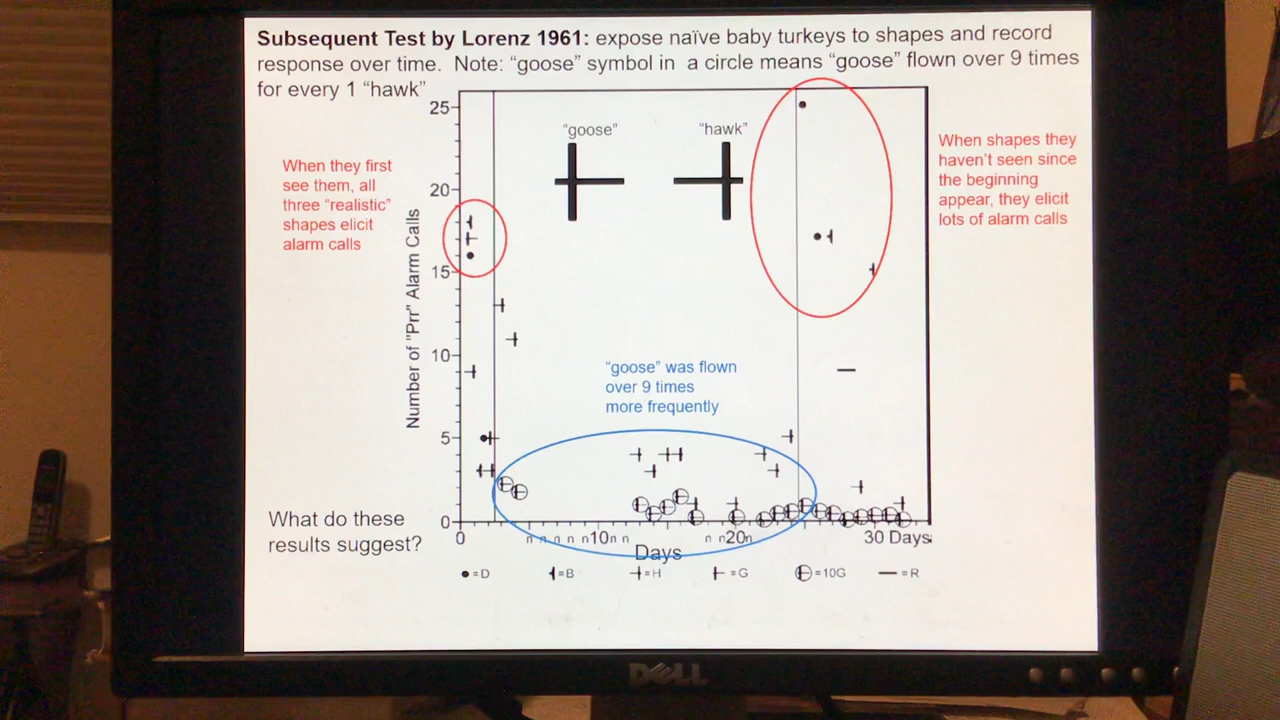 Subsequent Test by Lorenz 1961: expose naïve baby turkeys to shapes and record
response over time. Note: “goose” symbol in a circle means “goose” flown over 9 times
for every 1 “hawk”
25
“goose” “hawk”
When they first
see them, all
three “realistic”
shapes elicit
alarm calls
When shapes they
haven’t seen since
the beginning
appear, they elicit
lots of alarm calls
20
15
10
5
0
Number of "Prr" Alarm Calls
“goose” was flown
over 9 times
more frequently
What do these
results suggest?
0 n n n n n10n n n n20n 30 Days
Days
=D =B =H =G =10G =R
DELL